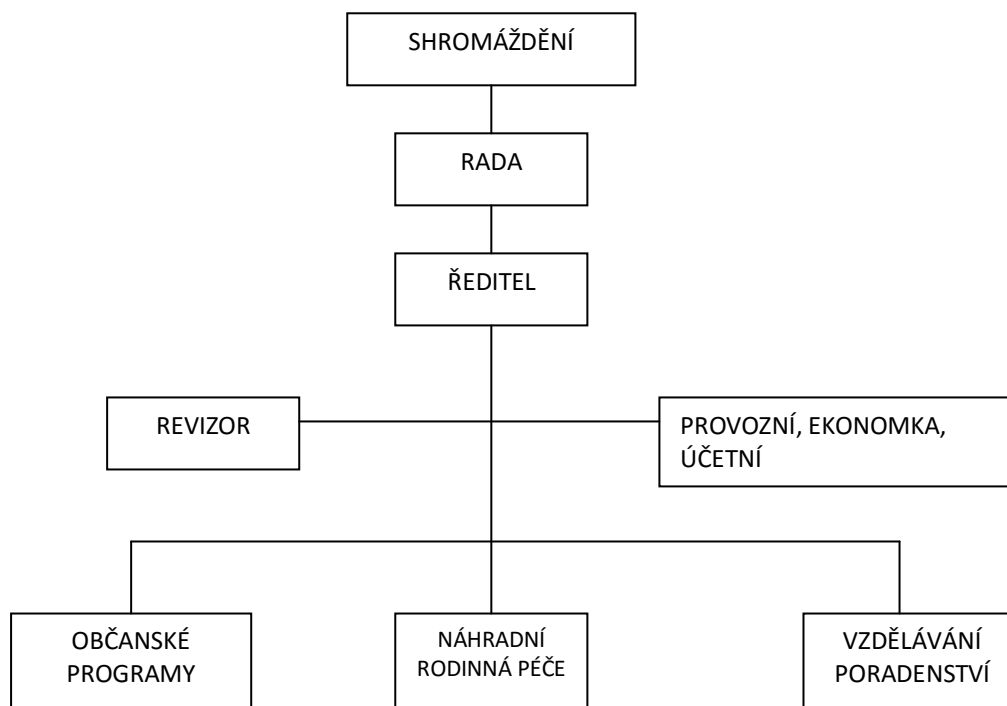 SHROMÁŽDĚNÍ
RADA
ŘEDITEL
REVIZOR
PROVOZNÍ, EKONOMKA,
ÚČETNÍ
OBČANSKÉ
PROGRAMY
NÁHRADNÍ
RODINNÁ PÉČE
VZDĚLÁVÁNÍ
PORADENSTVÍ